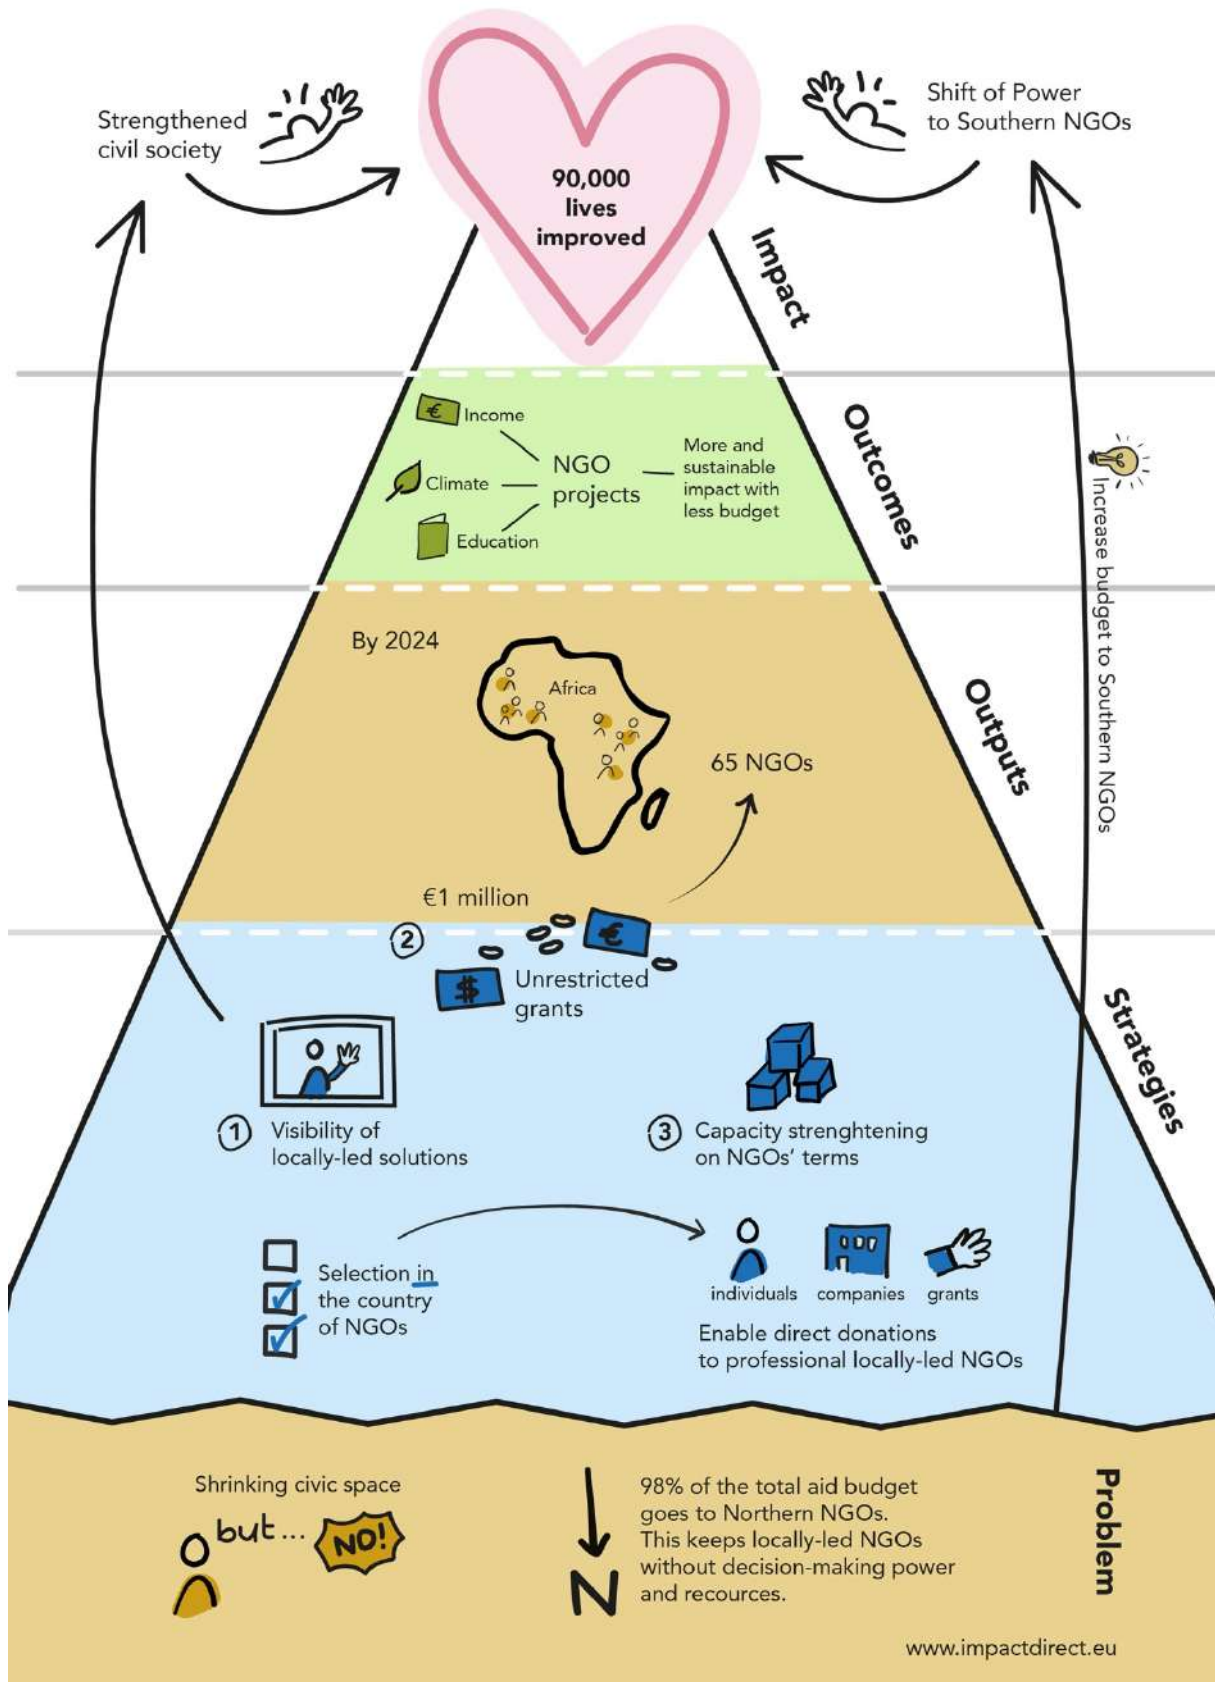 Strengthened
civil society
Shift of Power
to Southern NGOs
90,000
lives
improved
Impact
€
Income
Climate
Education
NGO
projects
More and
sustainable
impact with
less budget
Outcomes
Increase budget to Southern NGOs
By 2024
Africa
65 NGOs
Outputs
€1 million
2
€
$
Unrestricted
grants
Strategies
1
Visibility of
locally-led solutions
3
Capacity strenghtening
on NGOs' terms
Selection in
the country
of NGOs
individuals
companies
grants
Enable direct donations
to professional locally-led NGOs
Shrinking civic space
but...
NO!
N
98% of the total aid budget
goes to Northern NGOs.
This keeps locally-led NGOs
without decision-making power
and recources.
Problem
www.impactdirect.eu